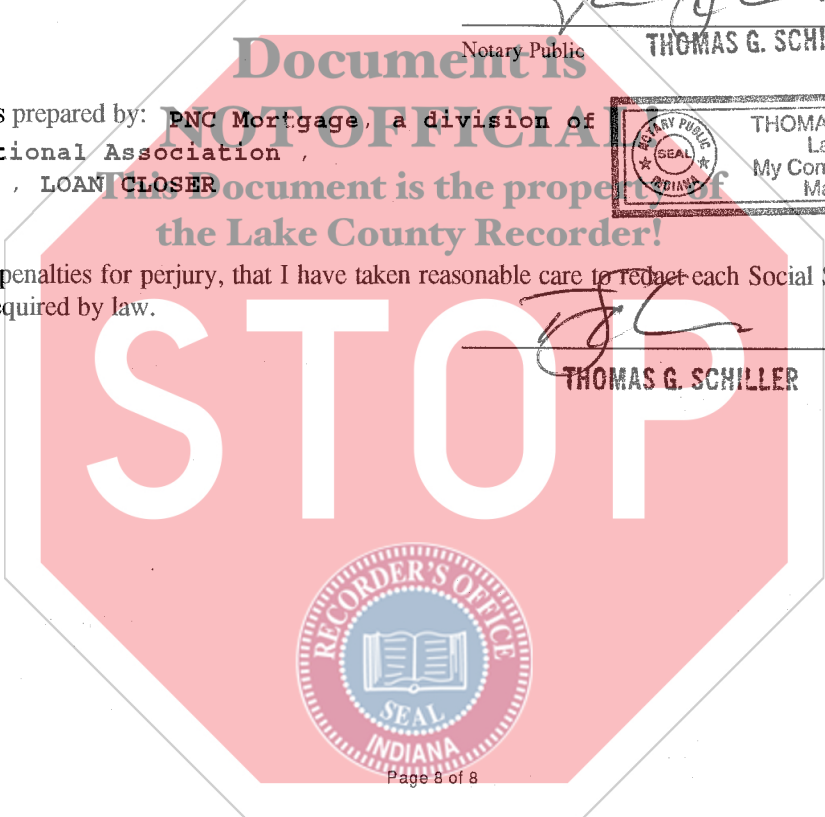 Notary Public THOMAS G. SCHI
Document is
NOT OFFICIAL!
s prepared by: PNC Mortgage, a division of
tional Association ,
, LOAN CLOSER
This Document is the property of
the Lake County Recorder!
NOTARY PUBLIC
SEAL
INDIANA
THOMA
La
My Com
Ma
penalties for perjury, that I have taken reasonable care to redact each Social S
equired by law.
THOMAS G. SCHILLER
STOP
RECORDER'S OFFICE
SEAL
INDIANA
Page 8 of 8